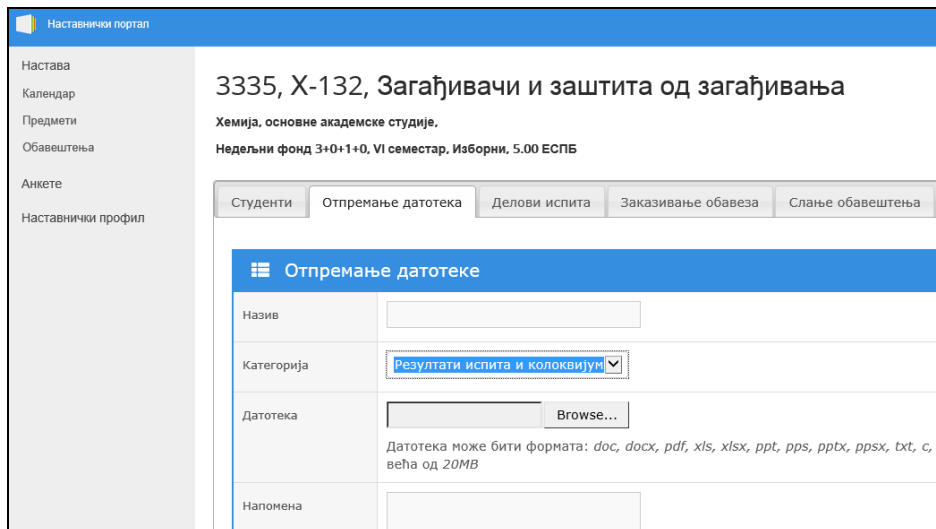 Наставнички портал
Настава
Календар
Предмети
Обавештења
Анкете
Наставнички профил
3335, Х-132, Загађивачи и заштита од загађивања
Хемија, основне академске студије,
Недељни фонд 3+0+1+0, VI семестар, Изборни, 5.00 ЕСПБ
Студенти Отпремање датотека Делови испита Заказивање обавеза Слање обавештења
Отпремање датотеке
Назив
Категорија Резултати испита и колоквијум
Датотека Browse...
Датотека може бити формата: doc, docx, pdf, xls, xlsx, ppt, pps, pptx, ppsx, txt, c,
већа од 20MB
Напомена